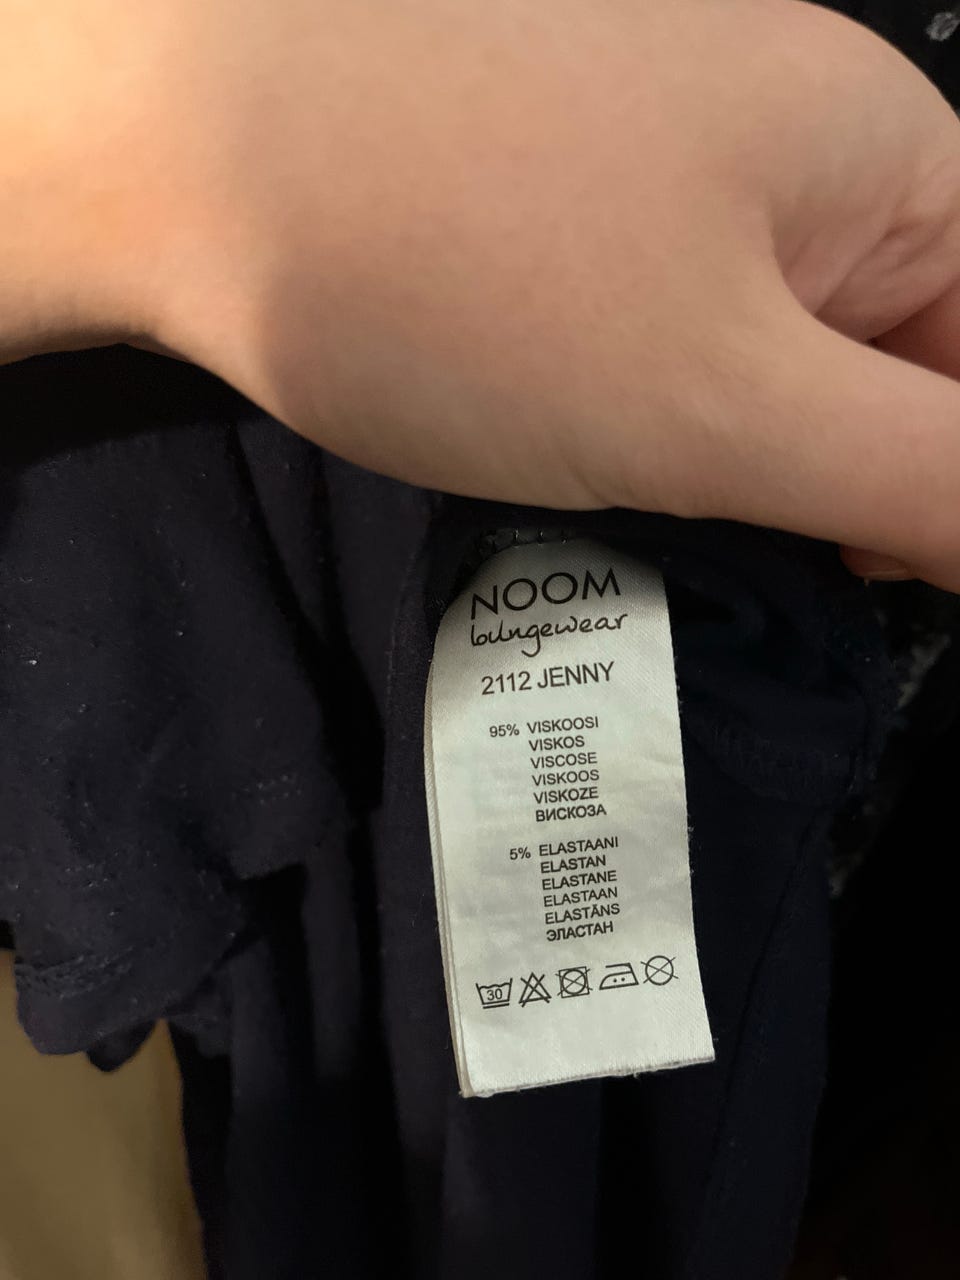 NOOM
loungewear
2112 JENNY
95% VISKOOSI
VISKOS
VISCOSE
VISKOOS
VISKOZE
ВИСКОЗА
5% ELASTAANI
ELASTAN
ELASTANE
ELASTAAN
ELASTĀNS
ЭЛАСТАН
30